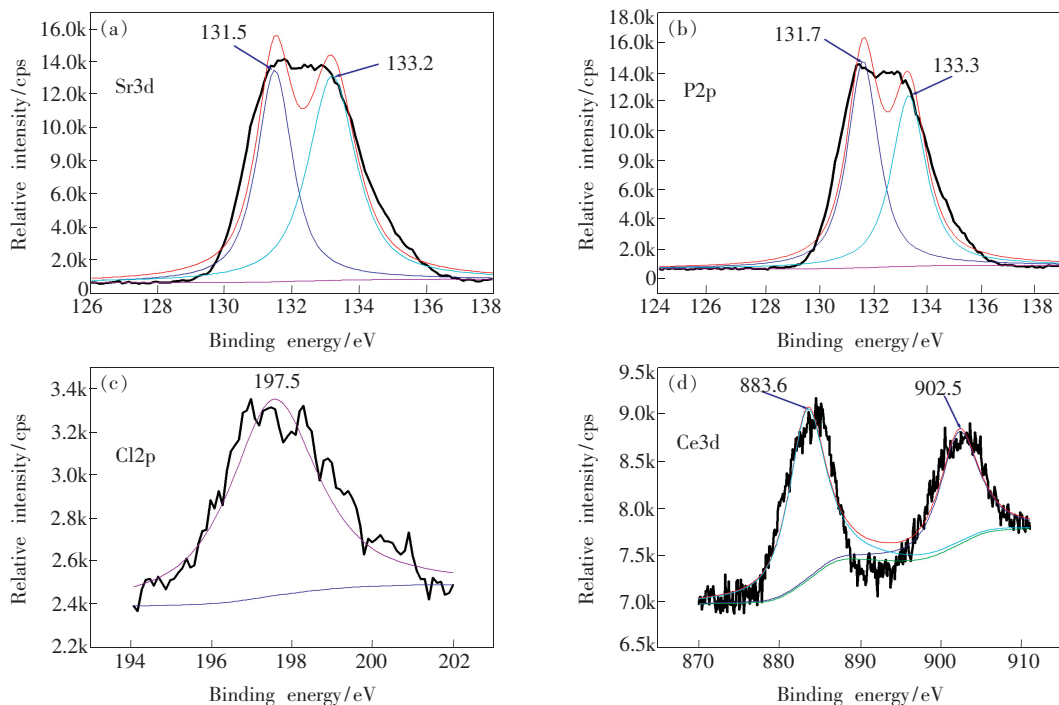 (a)
16.0k
14.0k
12.0k
10.0k
9.0k
6.0k
4.0k
2.0k
0
Relative intensity/cps
Sr3d
131.5
133.2
126 128 130 132 134 136 138
Binding energy/eV
(b)
18.0k
16.0k
14.0k
12.0k
10.0k
9.0k
6.0k
4.0k
2.0k
0
Relative intensity/cps
P2p
131.7
133.3
124 126 128 130 132 134 136 138
Binding energy/eV
(c)
3.4k
3.2k
3.0k
2.8k
2.6k
2.4k
2.2k
Relative intensity/cps
Cl2p
197.5
194 196 198 200 202
Binding energy/eV
(d)
9.5k
9.0k
8.5k
8.0k
7.5k
7.0k
6.5k
Relative intensity/cps
Ce3d
883.6
902.5
870 880 890 900 910
Binding energy/eV